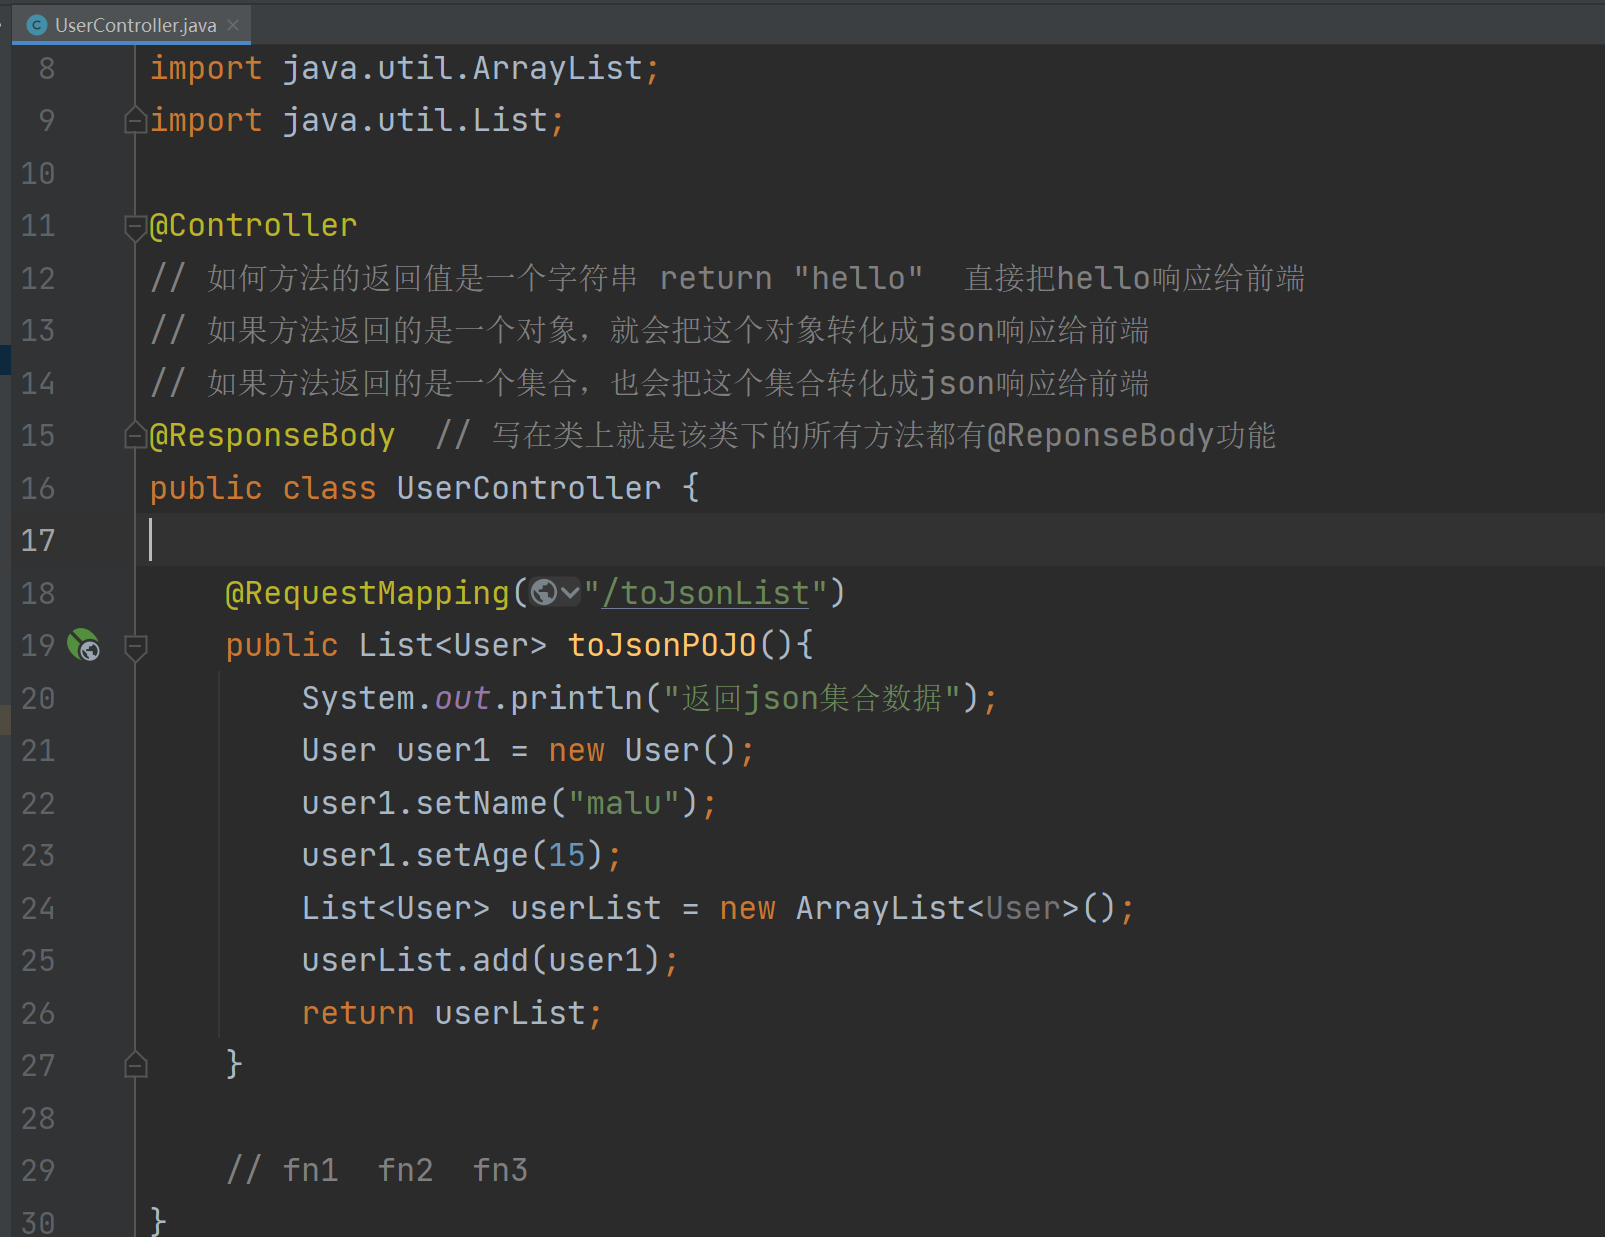 UserController.java
8 import java.util.ArrayList;
9 import java.util.List;
10
11 @Controller
12 // 如何方法的返回值是一个字符串 return "hello"  直接把hello响应给前端
13 // 如果方法返回的是一个对象，就会把这个对象转化成json响应给前端
14 // 如果方法返回的是一个集合，也会把这个集合转化成json响应给前端
15 @ResponseBody  // 写在类上就是该类下的所有方法都有@ReponseBody功能
16 public class UserController {
17
18     @RequestMapping("/toJsonList")
19     public List<User> toJsonPOJO(){
20         System.out.println("返回json集合数据");
21         User user1 = new User();
22         user1.setName("malu");
23         user1.setAge(15);
24         List<User> userList = new ArrayList<User>();
25         userList.add(user1);
26         return userList;
27     }
28
29     // fn1  fn2  fn3
30 }